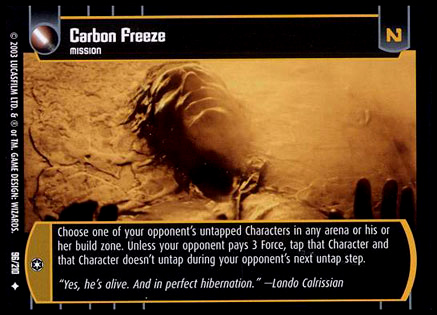 Carbon Freeze
MISSION
N
© 2003 LUCASFILM LTD. & ® or TM. GAME DESIGN: WIZARDS.
96/210
Choose one of your opponent's untapped Characters in any arena or his or
her build zone. Unless your opponent pays 3 Force, tap that Character and
that Character doesn't untap during your opponent's next untap step.
"Yes, he's alive. And in perfect hibernation." –Lando Calrissian